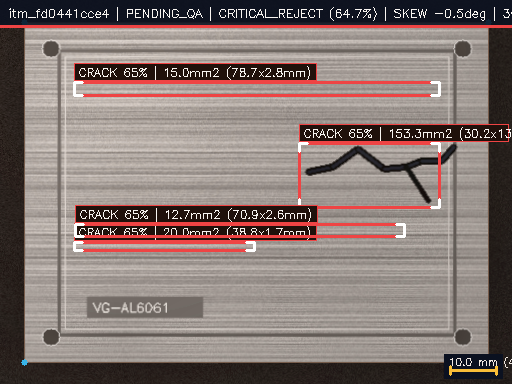 itm_fd0441cce4 | PENDING_QA | CRITICAL_REJECT (64.7%) | SKEW -0.5deg |
CRACK 65% | 15.0mm2 (78.7x2.8mm)
CRACK 65% | 153.3mm2 (30.2x13
CRACK 65% | 12.7mm2 (70.9x2.6mm)
CRACK 65% | 20.0mm2 (38.8x1.7mm)
VG-AL6061
10.0 mm